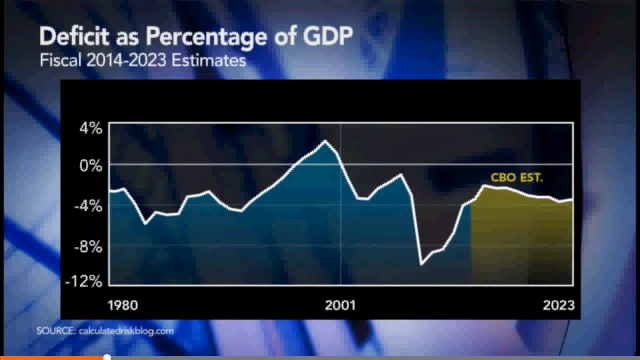 Deficit as Percentage of GDP
Fiscal 2014-2023 Estimates
4%
0%
-4%
-8%
-12%
CBO EST.
1980 2001 2023
SOURCE: calculatedriskblog.com